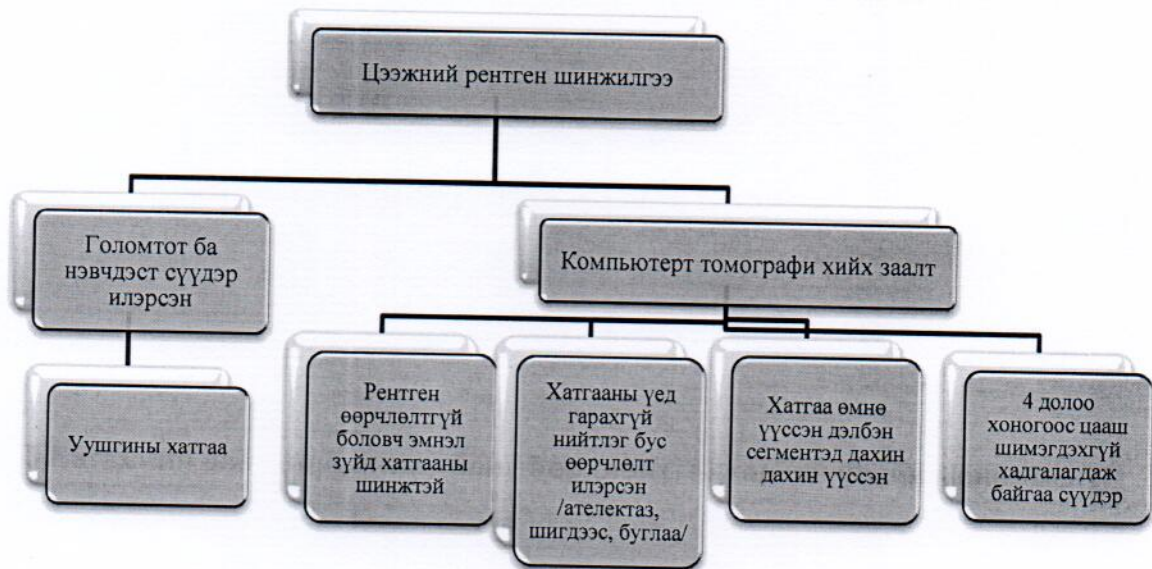 Цээжний рентген шинжилгээ
Голомтот ба
нэвчдэст сүүдэр
илэрсэн
Компьютерт томографи хийх заалт
Уушгины хатгаа
Рентген
өөрчлөлтгүй
боловч эмнэл
зүйд хатгааны
шинжтэй
Хатгааны үед
гарахгүй
нийтлэг бус
өөрчлөлт
илэрсэн
/ателектаз,
шигдээс, буглаа/
Хатгаа өмнө
үүссэн дэлбэн
сегментэд дахин
дахин үүссэн
4 долоо
хоногоос цааш
шимэгдэхгүй
хадгалагдаж
байгаа сүүдэр